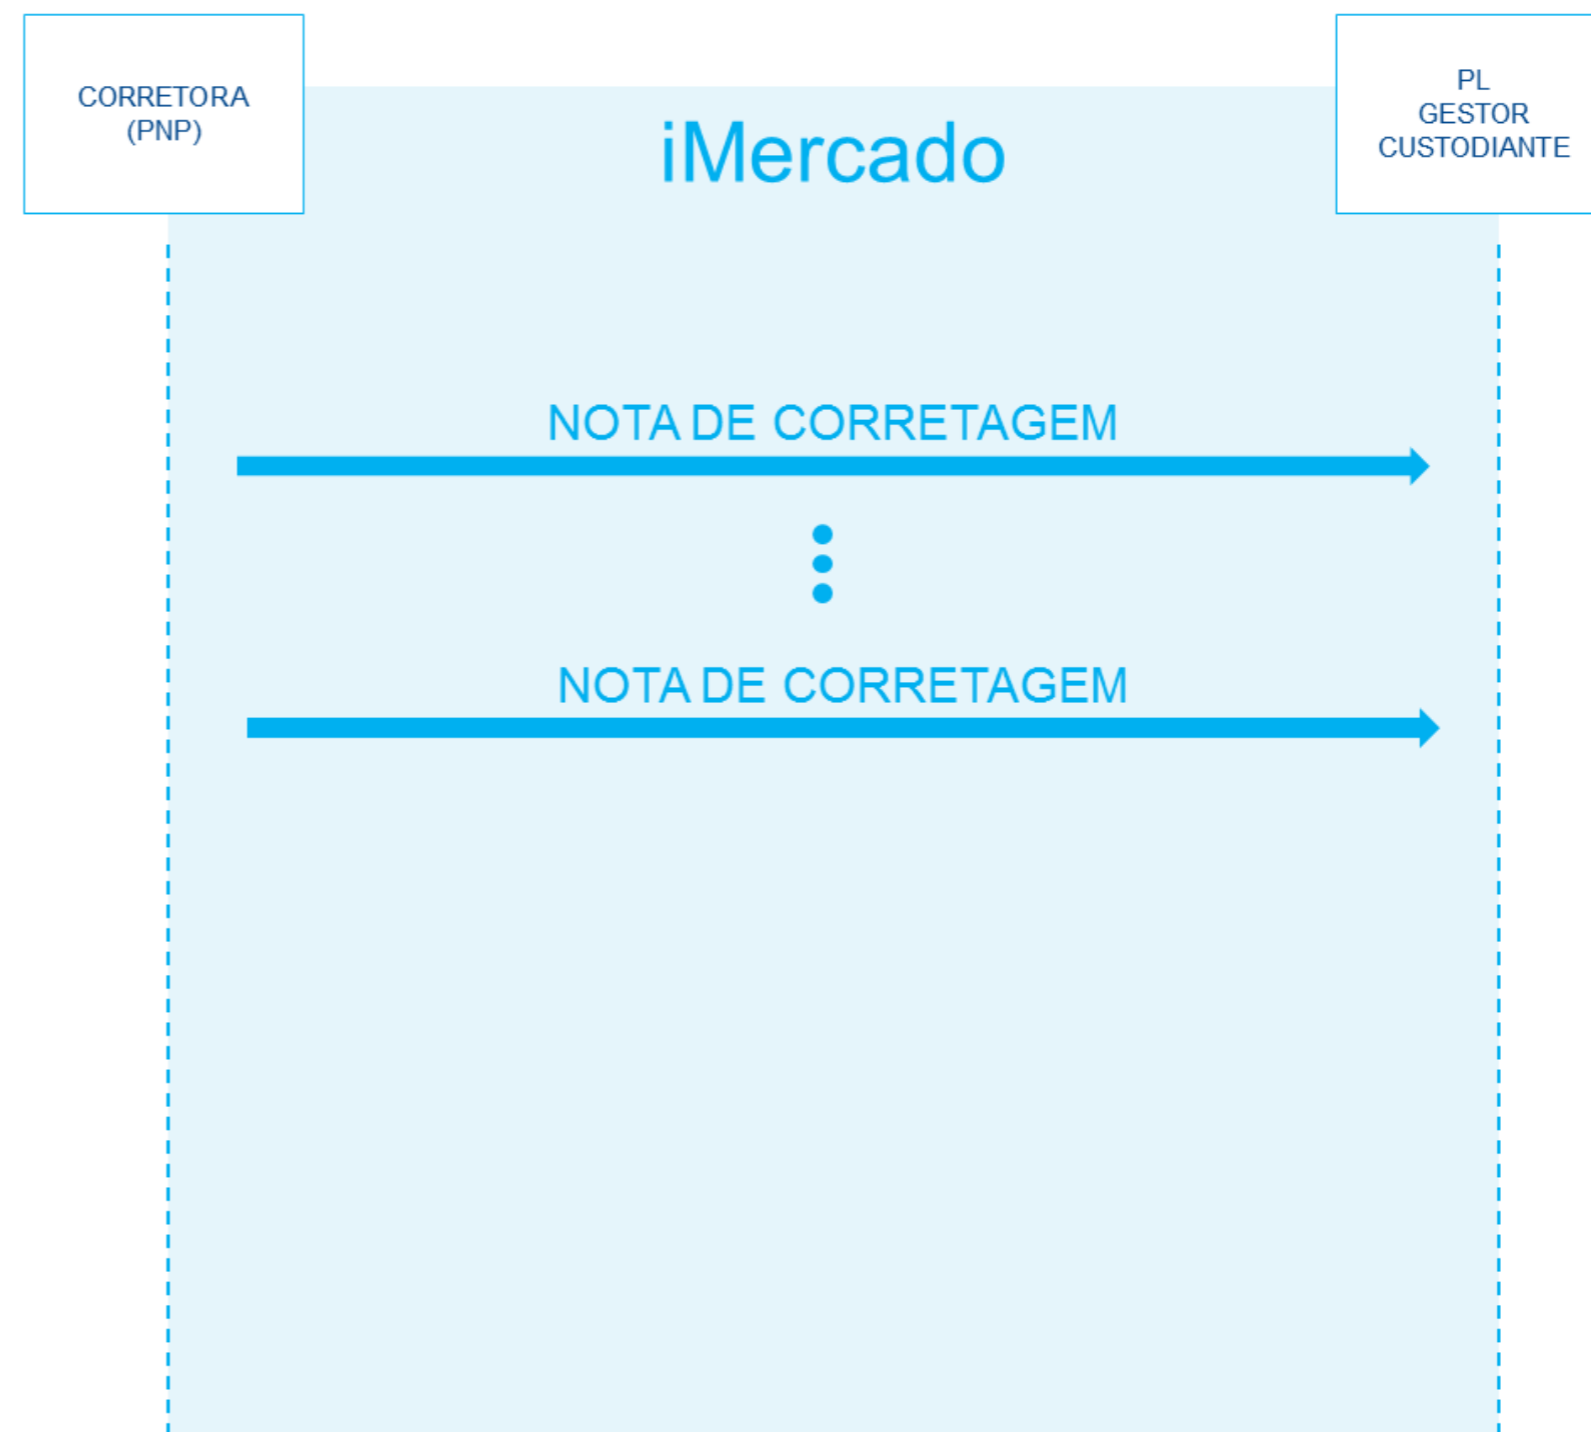 CORRETORA
(PNP)
iMercado
PL
GESTOR
CUSTODIANTE
NOTA DE CORRETAGEM
NOTA DE CORRETAGEM